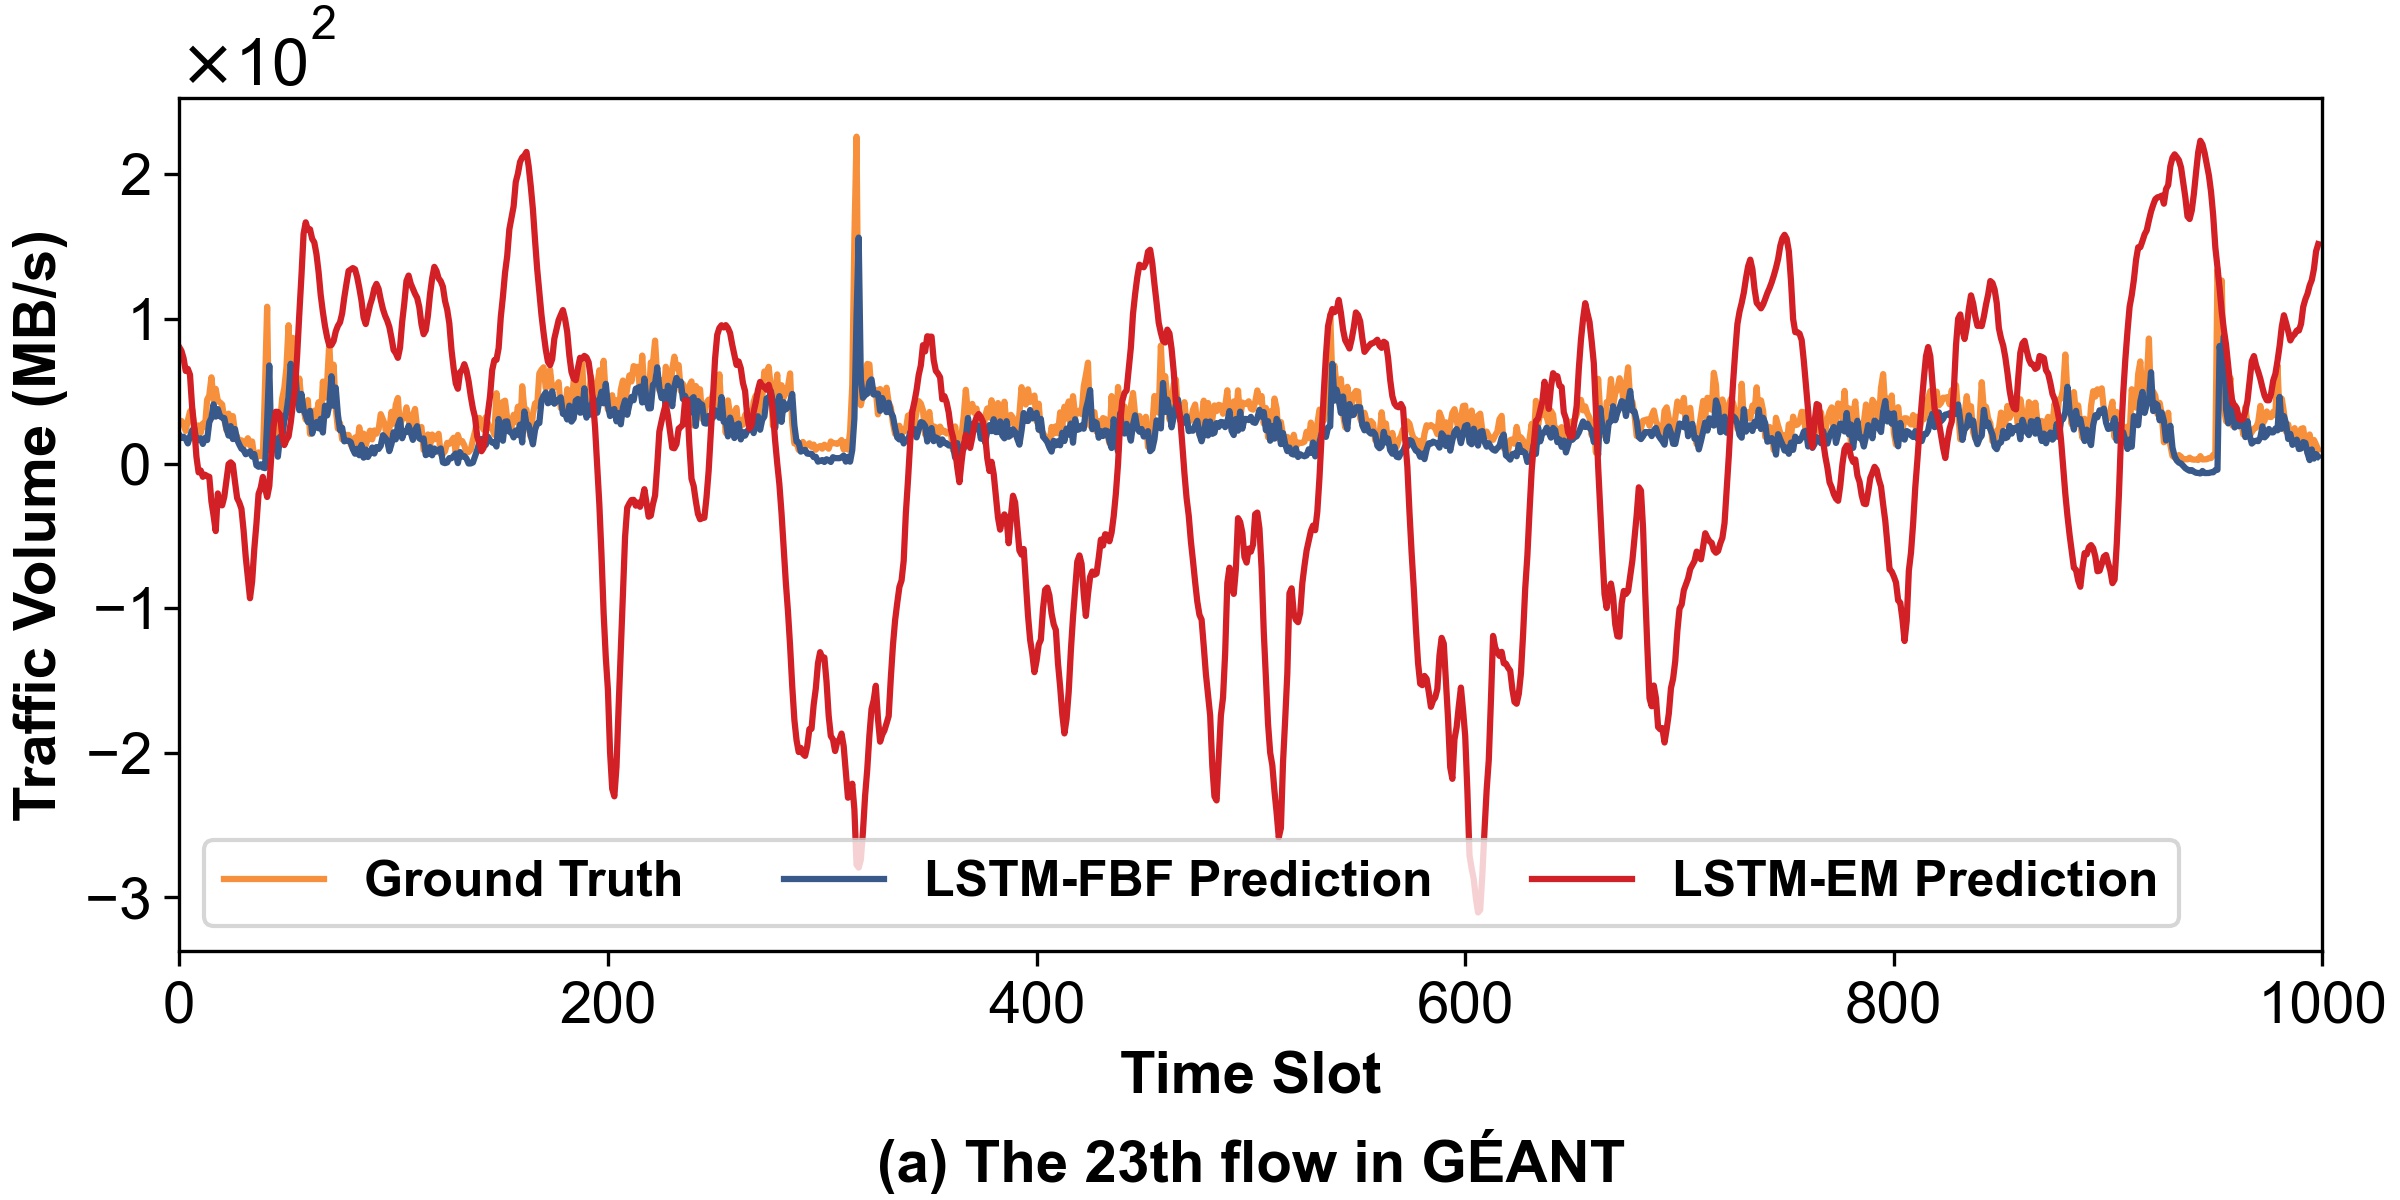 ×10²
2
1
0
−1
−2
−3
Traffic Volume (MB/s)
Ground Truth LSTM-FBF Prediction LSTM-EM Prediction
0 200 400 600 800 1000
Time Slot
(a) The 23th flow in GÉANT